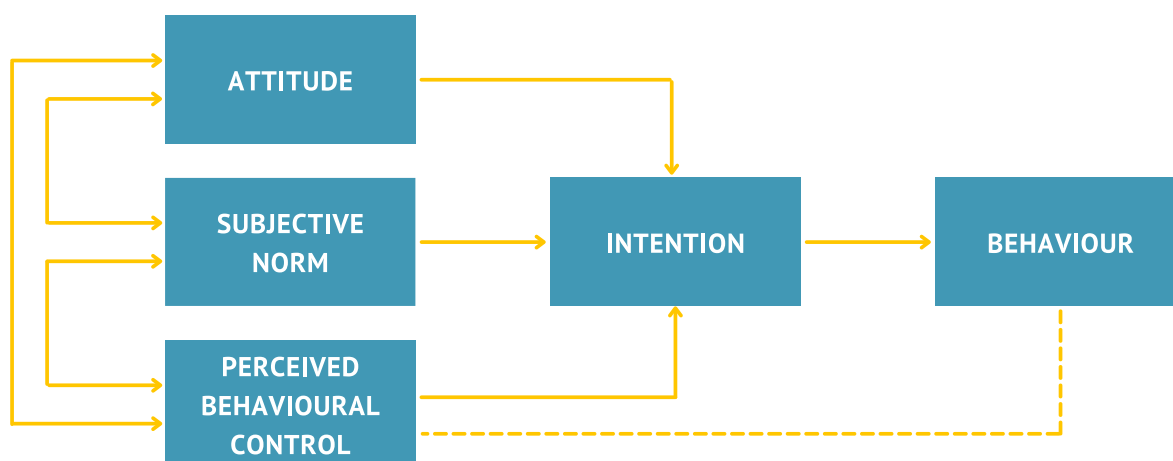 ATTITUDE
SUBJECTIVE
NORM
INTENTION
BEHAVIOUR
PERCEIVED
BEHAVIOURAL
CONTROL